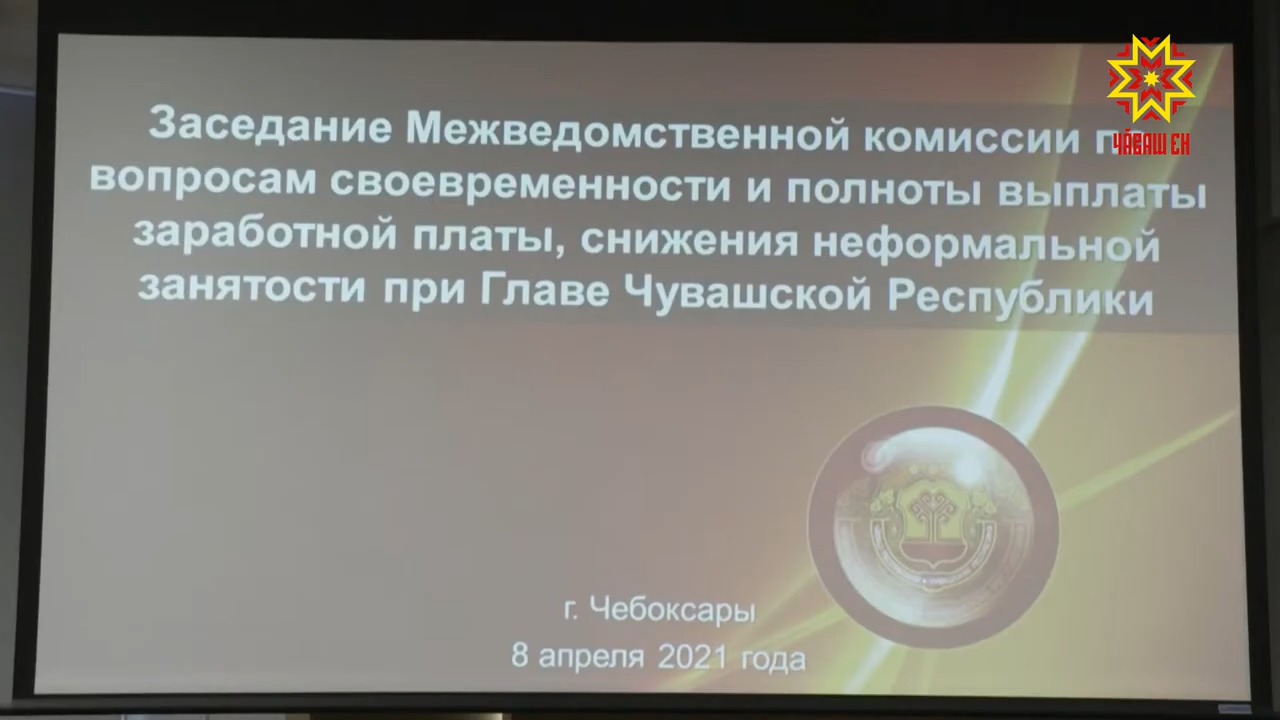 ЧӐВАШ ЕН
Заседание Межведомственной комиссии
вопросам своевременности и полноты выплаты
заработной платы, снижения неформальной
занятости при Главе Чувашской Республики
г. Чебоксары
8 апреля 2021 года